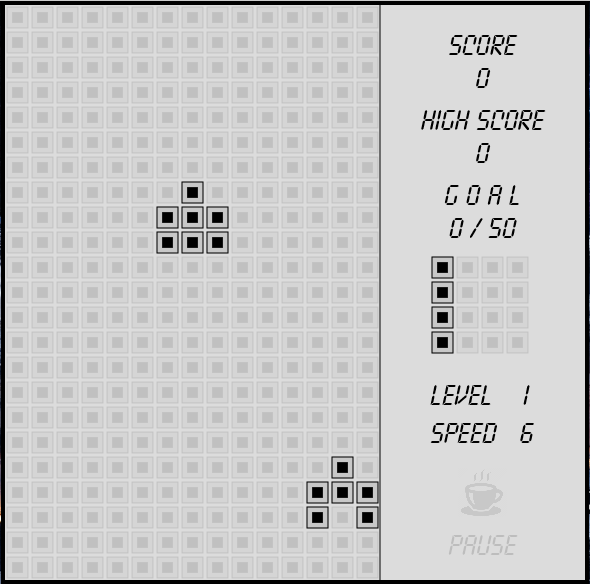 SCORE
0
HIGH SCORE
0
GOAL
0/50
LEVEL 1
SPEED 6
PAUSE